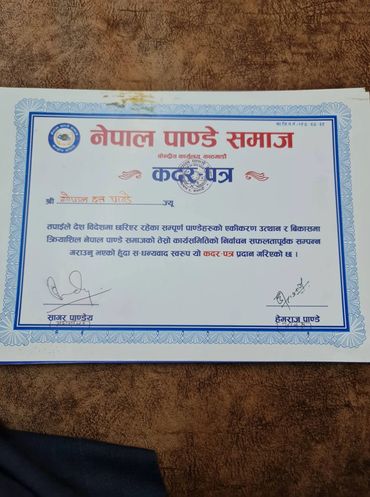 नेपाल पाण्डे समाज
केन्द्रीय कार्यालय, काठमाडौं
कदर-पत्र
श्री गोपाल दत्त पाण्डे ज्यू
तपाईले देश विदेशमा छरिएर रहेका सम्पूर्ण पाण्डेहरुको एकीकरण उत्थान र बिकासमा
क्रियाशिल नेपाल पाण्डे समाजको तेस्रो कार्यसमितिको निर्वाचन सफलतापूर्वक सम्पन्न
गराउनु भएको हुँदा स-धन्यवाद स्वरुप यो कदर-पत्र प्रदान गरिएको छ ।
सागर पाण्डेय
हेमराज पाण्डे